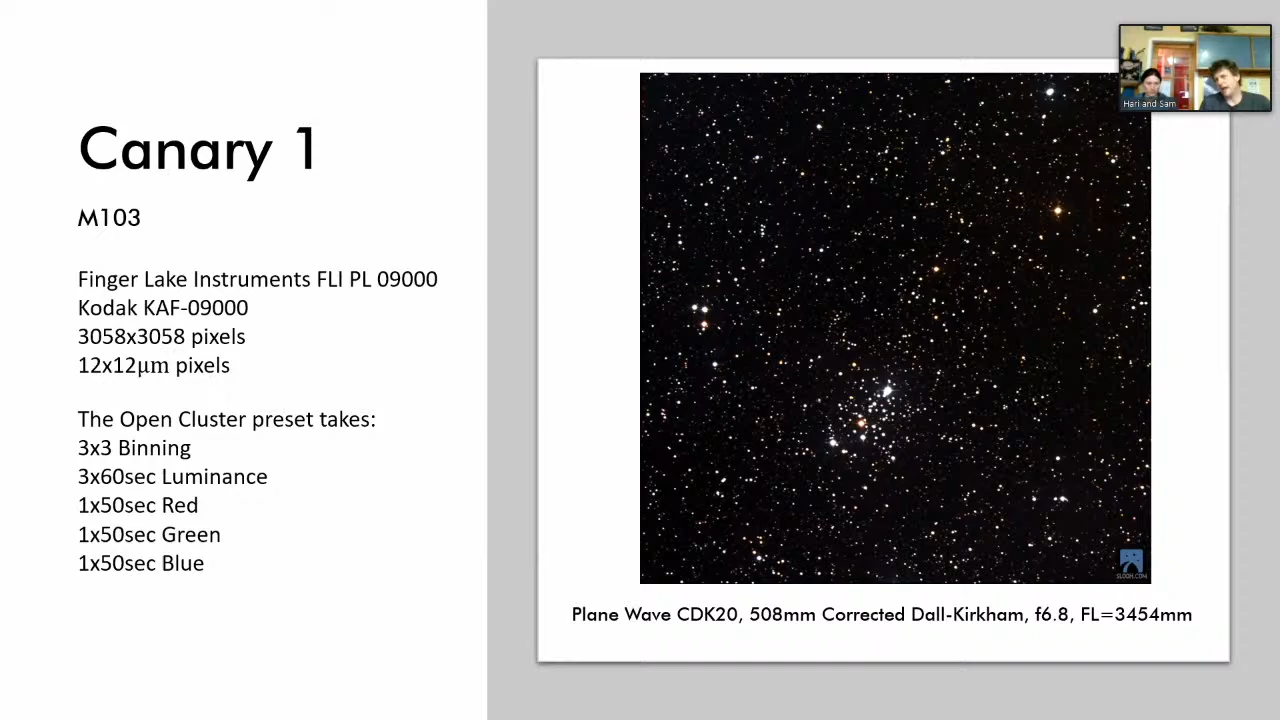 Canary 1
M103
Finger Lake Instruments FLI PL 09000
Kodak KAF-09000
3058x3058 pixels
12x12μm pixels
The Open Cluster preset takes:
3x3 Binning
3x60sec Luminance
1x50sec Red
1x50sec Green
1x50sec Blue
Hari and Sam
SLOOH.COM
Plane Wave CDK20, 508mm Corrected Dall-Kirkham, f6.8, FL=3454mm